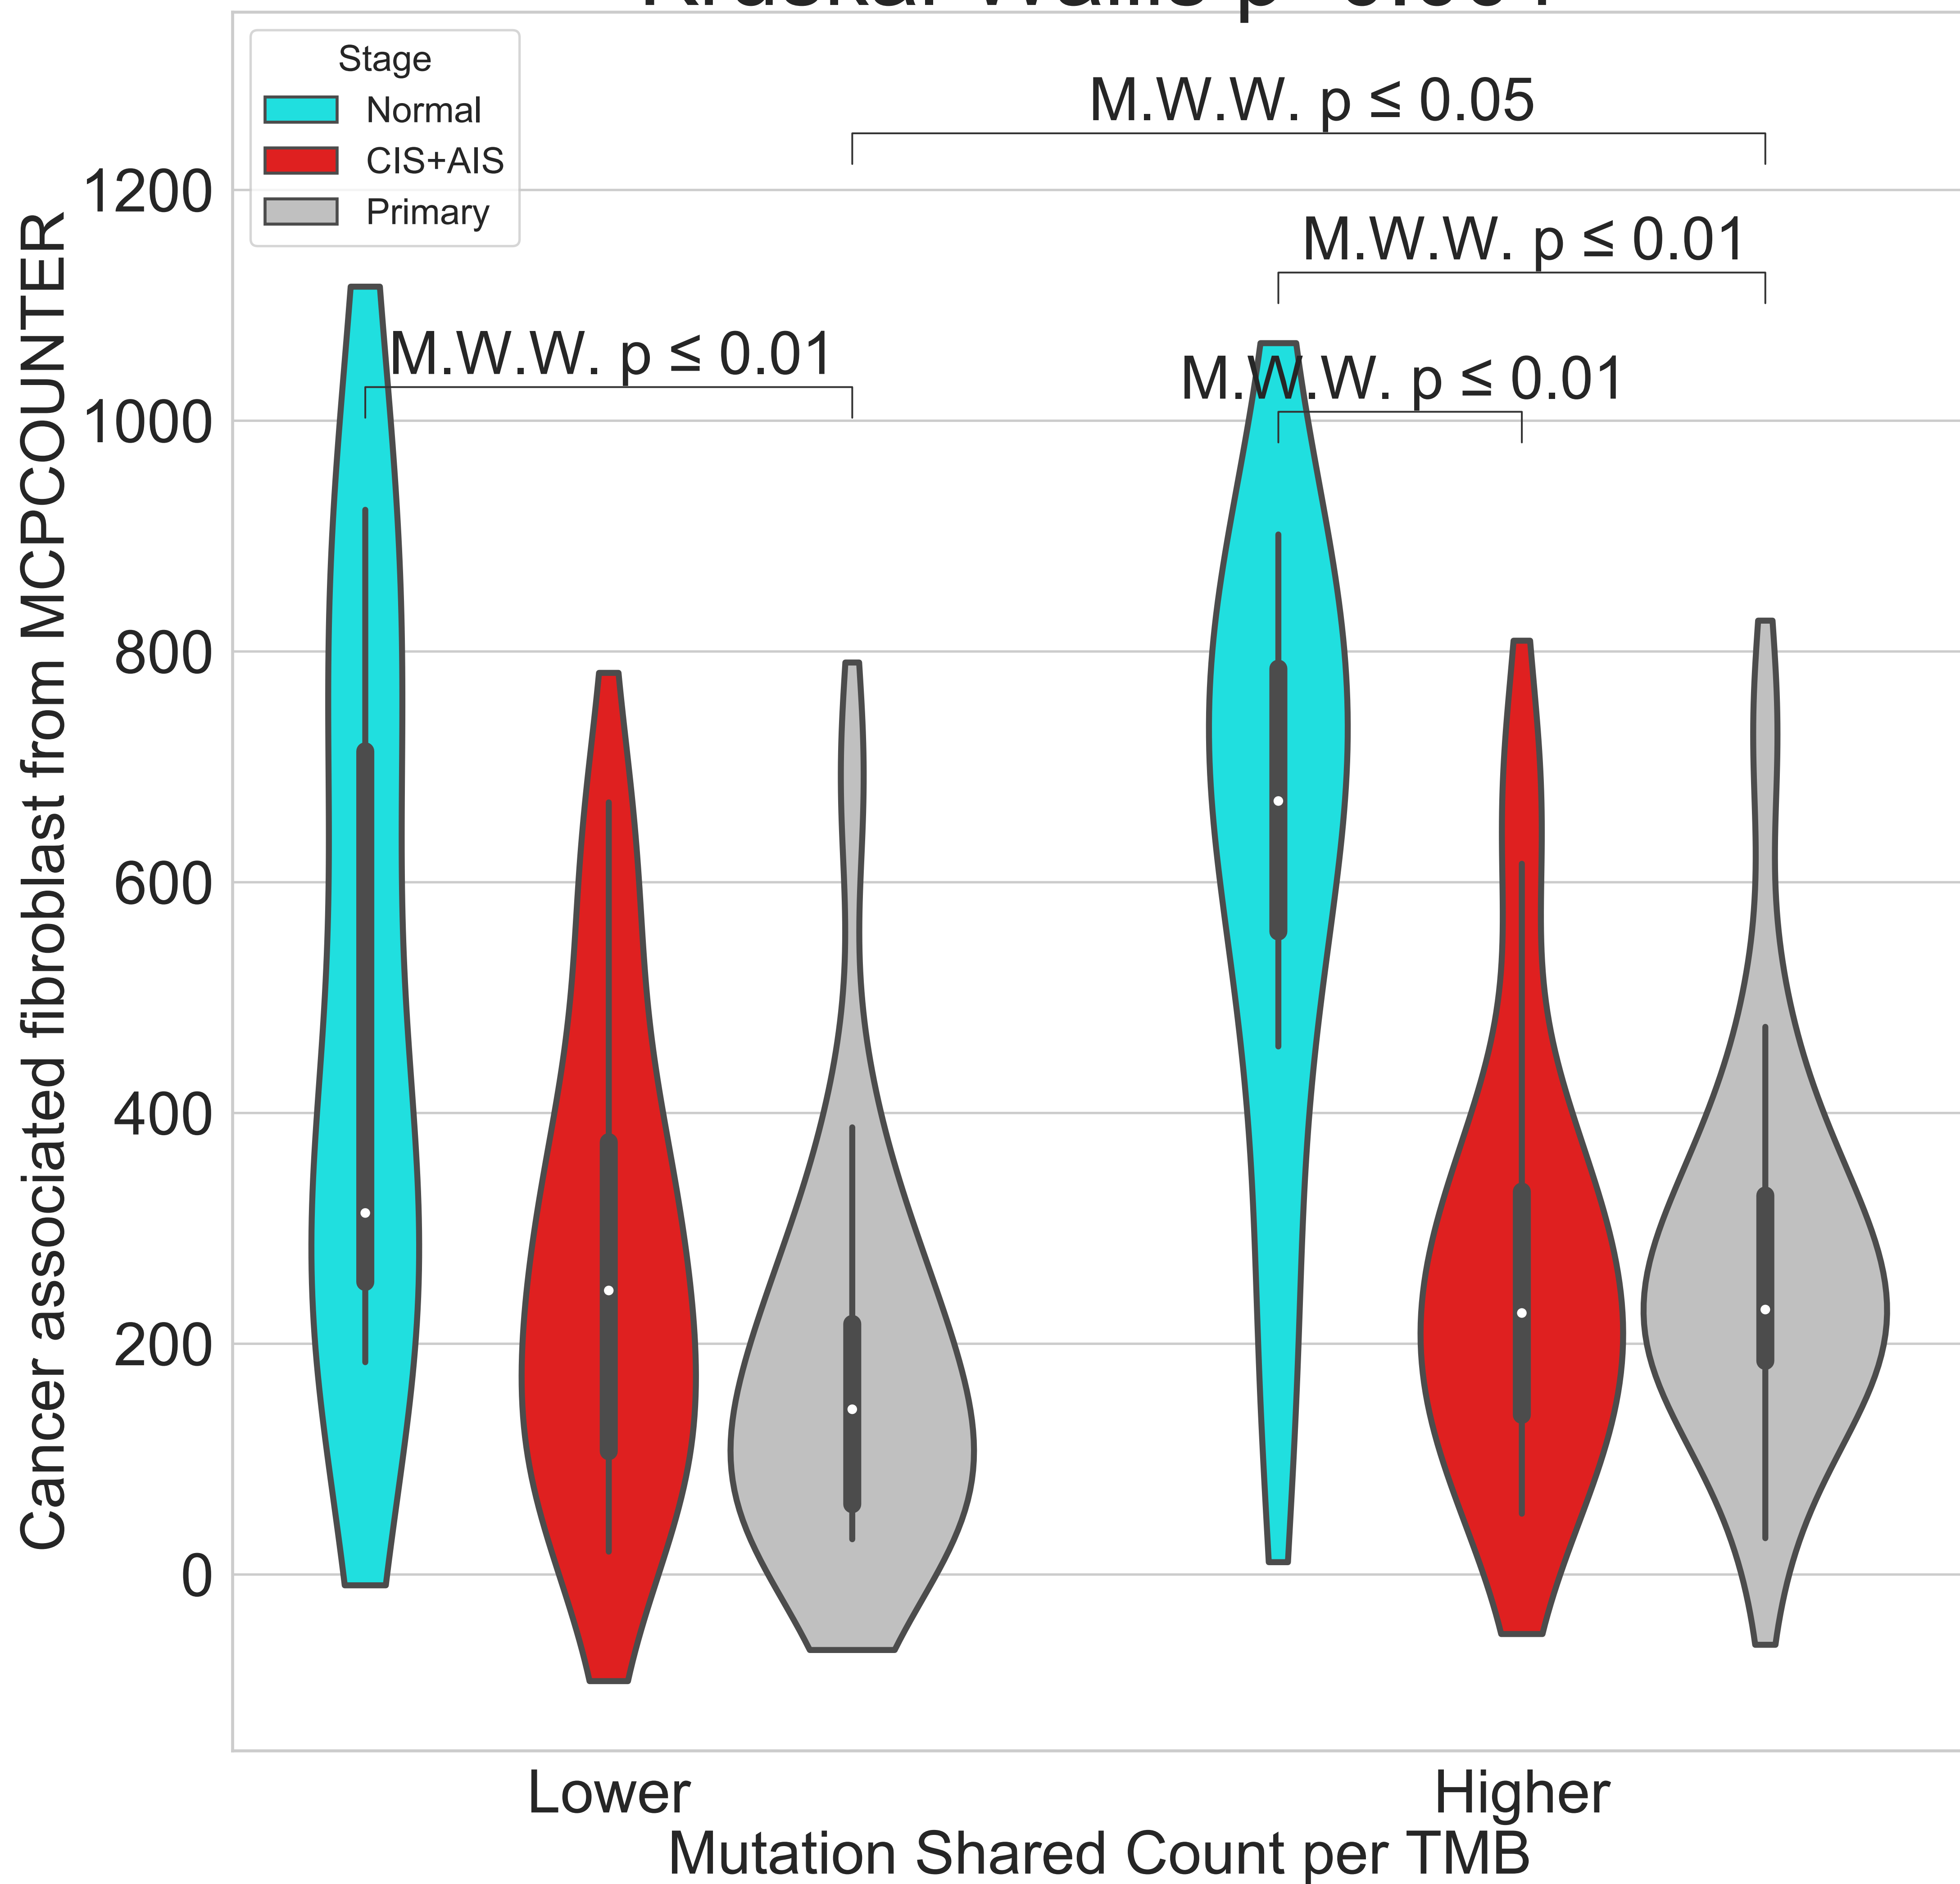 Stage
Normal
CIS+AIS
Primary
M.W.W. p ≤ 0.05
M.W.W. p ≤ 0.01
M.W.W. p ≤ 0.01
M.W.W. p ≤ 0.01
Cancer associated fibroblast from MCPCOUNTER
1200
1000
800
600
400
200
0
Lower
Higher
Mutation Shared Count per TMB